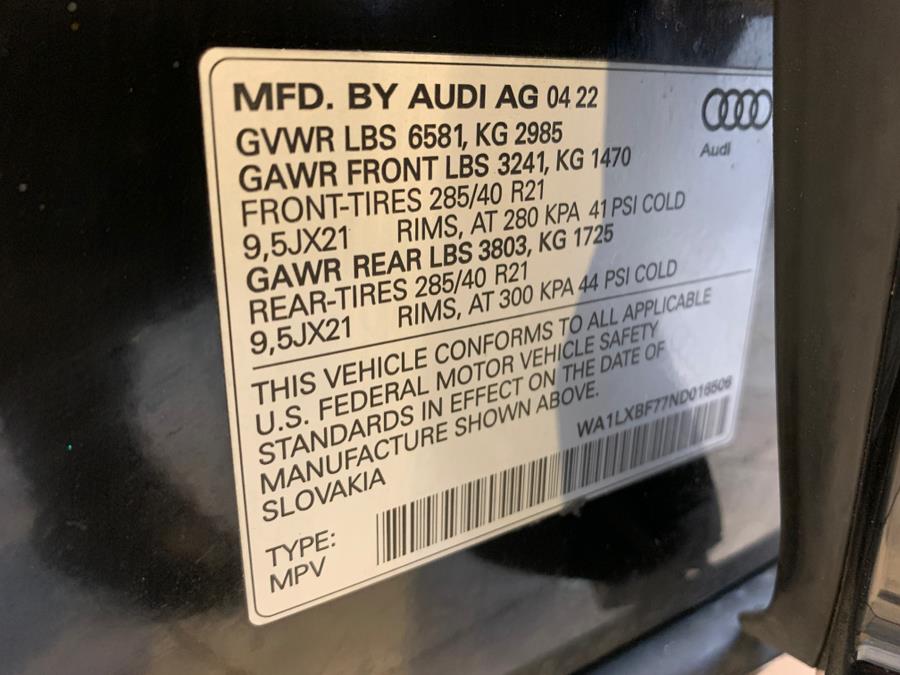 MFD. BY AUDI AG 04 22
GVWR LBS 6581, KG 2985
GAWR FRONT LBS 3241, KG 1470
FRONT-TIRES 285/40 R21
9,5JX21 RIMS, AT 280 KPA 41 PSI COLD
GAWR REAR LBS 3803, KG 1725
REAR-TIRES 285/40 R21
9,5JX21 RIMS, AT 300 KPA 44 PSI COLD
Audi
THIS VEHICLE CONFORMS TO ALL APPLICABLE
U.S. FEDERAL MOTOR VEHICLE SAFETY
STANDARDS IN EFFECT ON THE DATE OF
MANUFACTURE SHOWN ABOVE.
SLOVAKIA
WA1LXBF77ND016606
TYPE:
MPV